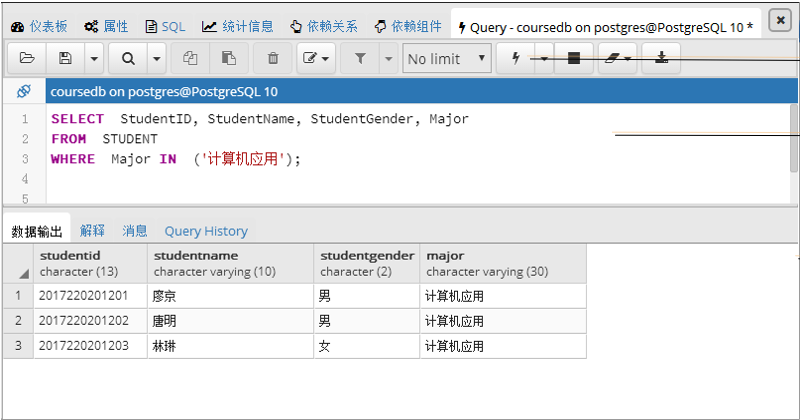 仪表板 属性 SQL 统计信息 依赖关系 依赖组件 Query - coursedb on postgres@PostgreSQL 10 *
No limit
coursedb on postgres@PostgreSQL 10
1 SELECT StudentID, StudentName, StudentGender, Major
2 FROM STUDENT
3 WHERE Major IN ('计算机应用');
4
5
数据输出 解释 消息 Query History
studentid studentname studentgender major
character (13) character varying (10) character (2) character varying (30)
1 2017220201201 廖京 男 计算机应用
2 2017220201202 唐明 男 计算机应用
3 2017220201203 林琳 女 计算机应用